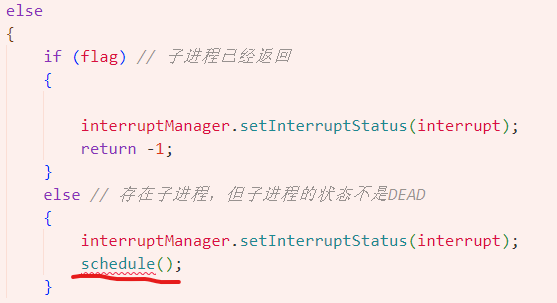 else
{
if (flag) // 子进程已经返回
{
interruptManager.setInterruptStatus(interrupt);
return -1;
}
else // 存在子进程，但子进程的状态不是DEAD
{
interruptManager.setInterruptStatus(interrupt);
schedule();
}